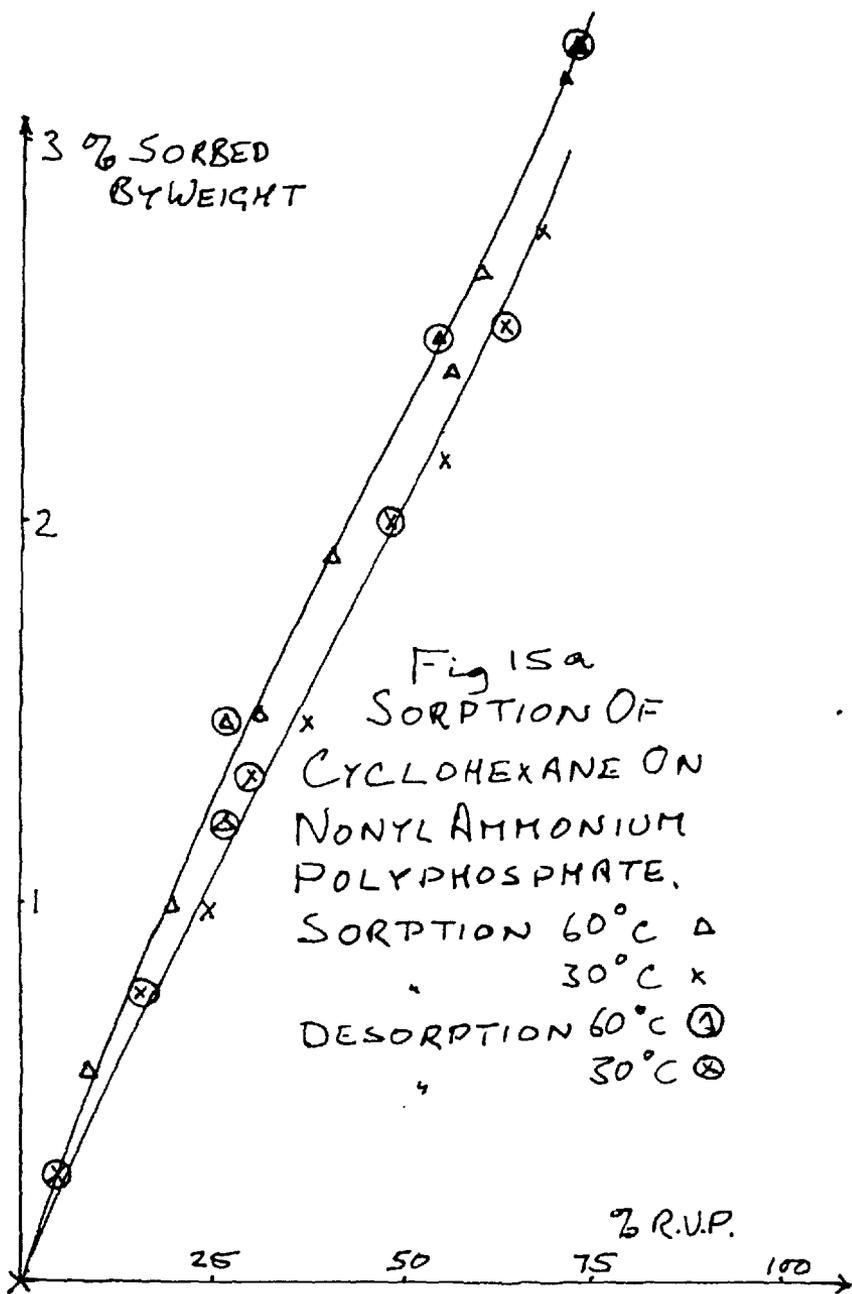 3 % SORBED
BY WEIGHT
2
Fig 15a
SORPTION OF
CYCLOHEXANE ON
NONYL AMMONIUM
POLYPHOSPHATE.
1
SORPTION 60°C △
" 30°C x
DESORPTION 60°C
" 30°C ⊗
% R.V.P.
25 50 75 100